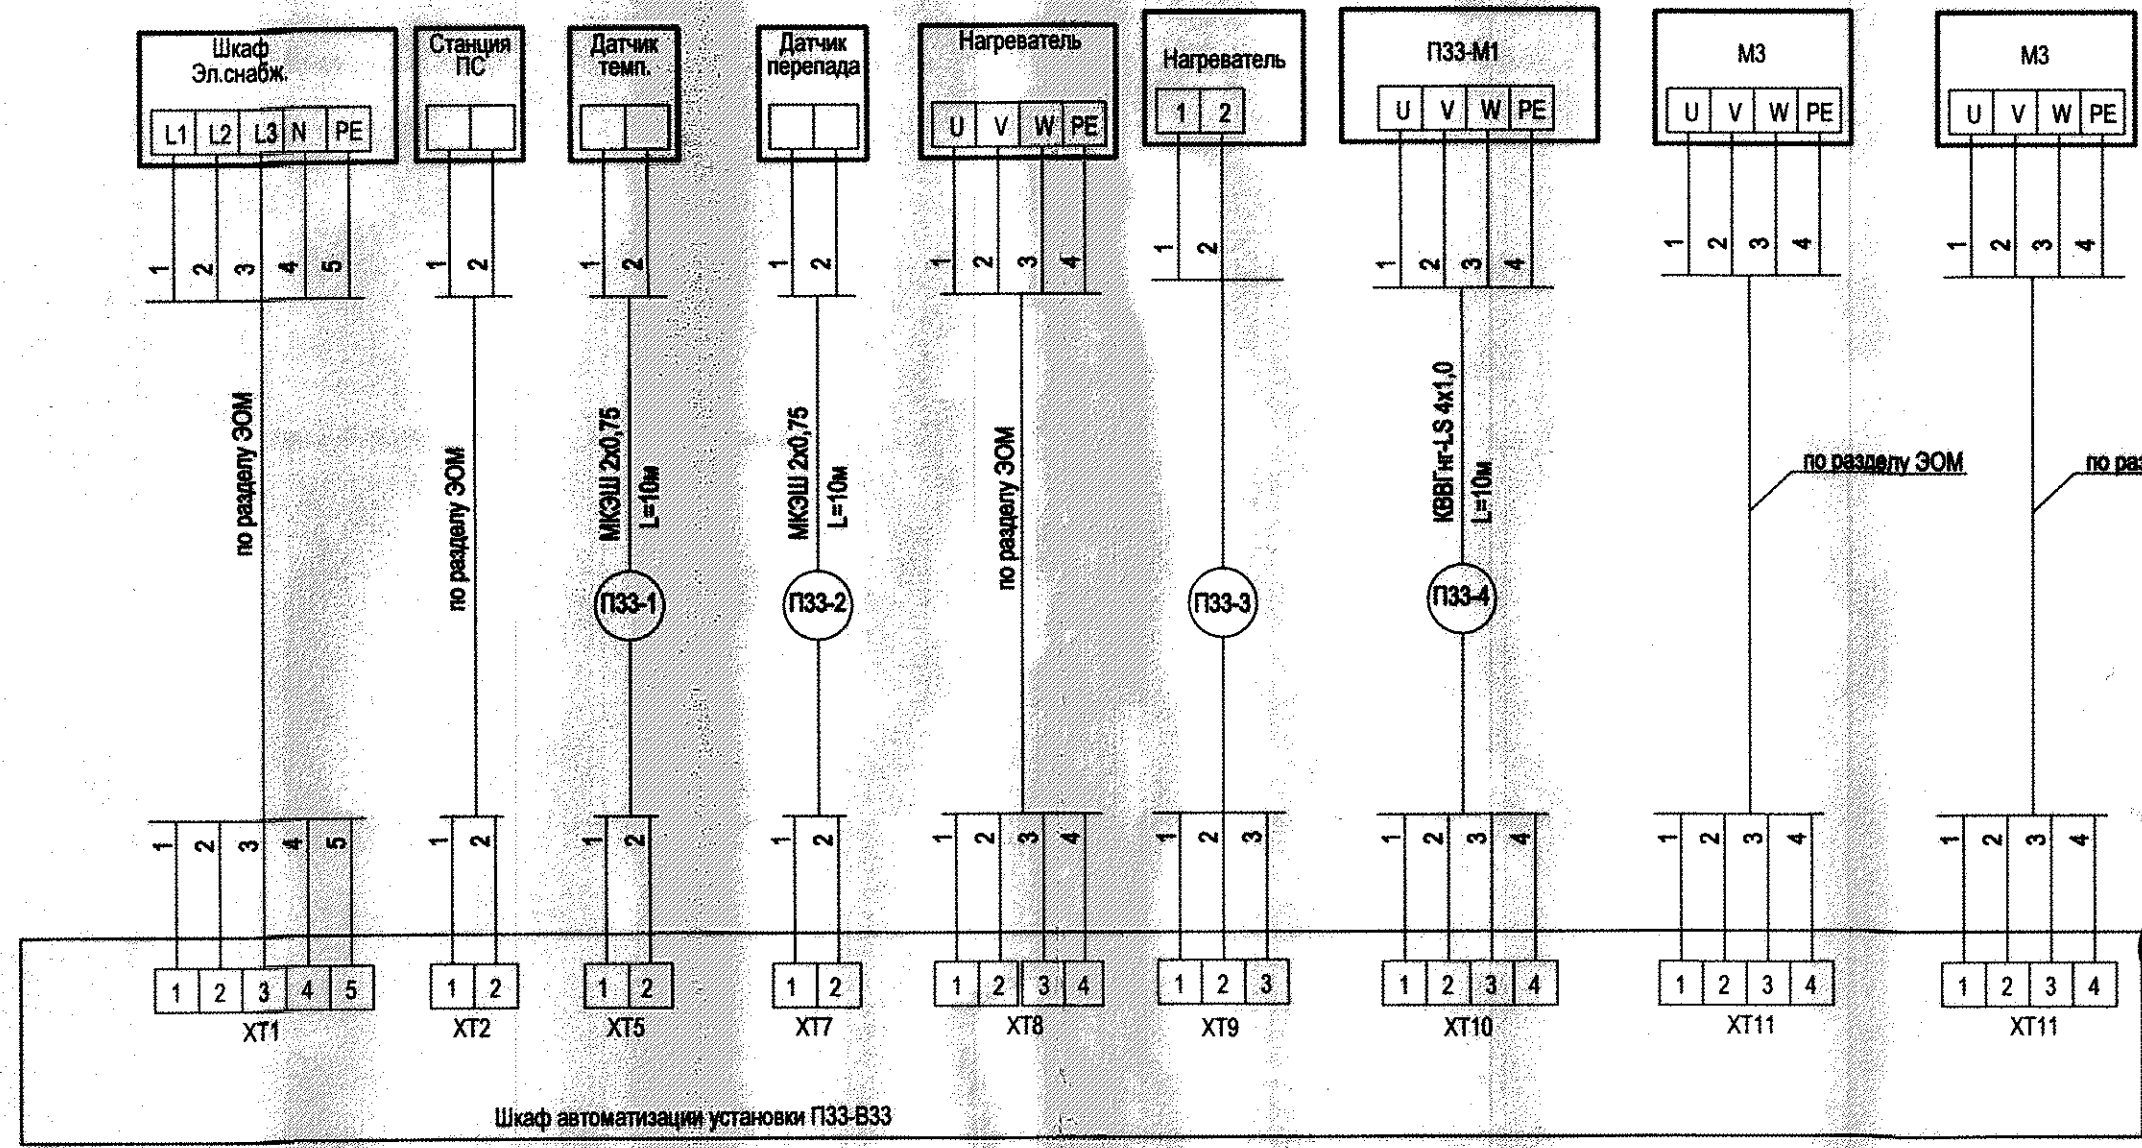 Шкаф
Эл.снабж.
L1 L2 L3 N PE
1 2 3 4 5
по разделу ЭОМ
1 2 3 4 5
1 2 3 4 5
XT1
Станция
ПС
1 2
по разделу ЭОМ
1 2
1 2
XT2
Датчик
темп.
1 2
МКЭШ 2х0,75
L=10м
П33-1
1 2
1 2
XT5
Датчик
перепада
1 2
МКЭШ 2х0,75
L=10м
П33-2
1 2
1 2
XT7
Нагреватель
U V W PE
1 2 3 4
по разделу ЭОМ
1 2 3 4
1 2 3 4
XT8
Нагреватель
1 2
1 2
П33-3
1 2 3
1 2 3
XT9
П33-М1
U V W PE
1 2 3 4
КВВГнг-LS 4х1,0
L=10м
П33-4
1 2 3 4
1 2 3 4
XT10
М3
U V W PE
1 2 3 4
по разделу ЭОМ
1 2 3 4
1 2 3 4
XT11
М3
U V W PE
1 2 3 4
по раз
1 2 3 4
1 2 3 4
XT11
Шкаф автоматизации установки П33-В33